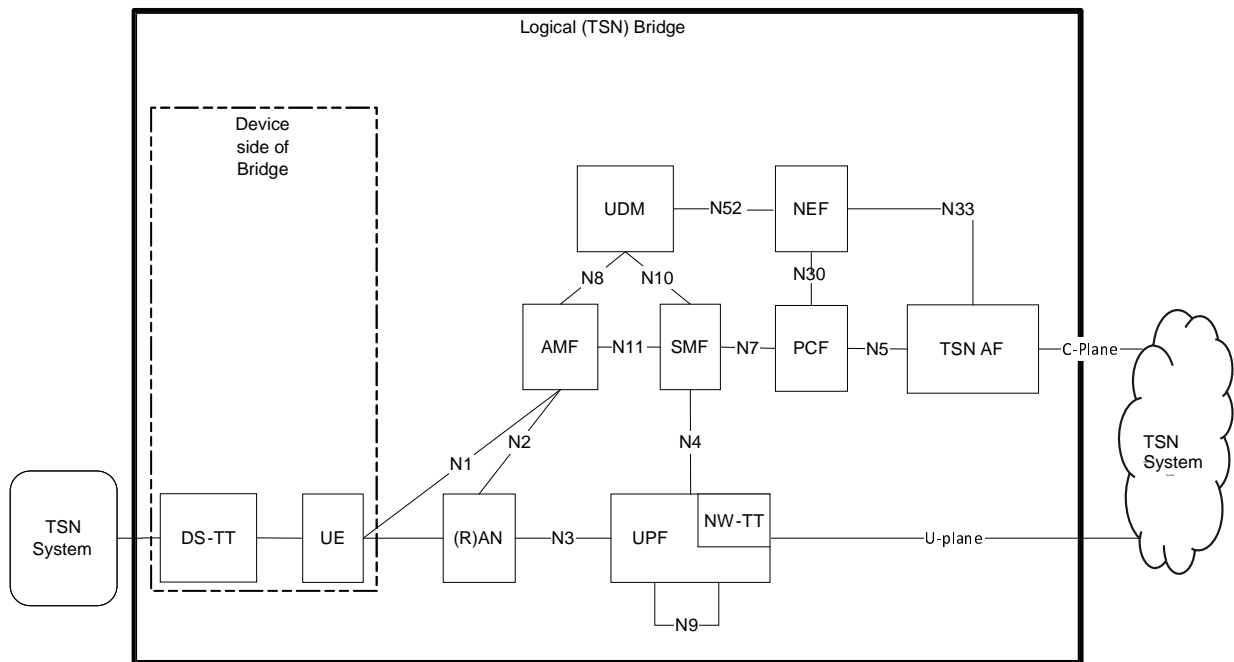 Logical (TSN) Bridge
Device
side of
Bridge
UDM
N52
NEF
N33
N8
N10
N30
AMF
N11
SMF
N7
PCF
N5
TSN AF
C-Plane
N1
N2
N4
TSN
System
TSN
System
DS-TT
UE
(R)AN
N3
UPF
NW-TT
U-plane
N9